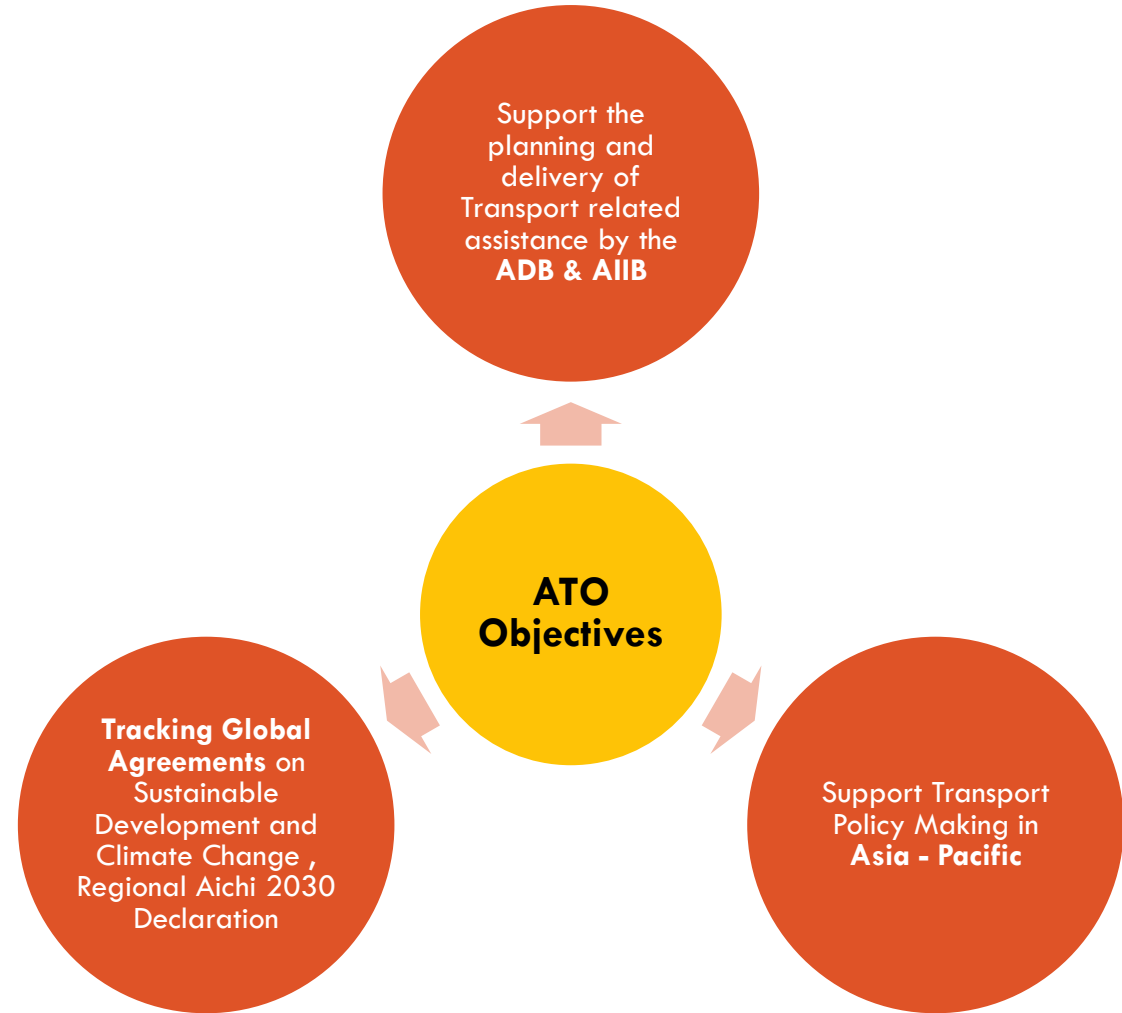 Support the
planning and
delivery of
Transport related
assistance by the
ADB & AIIB
ATO
Objectives
Tracking Global
Agreements on
Sustainable
Development and
Climate Change ,
Regional Aichi 2030
Declaration
Support Transport
Policy Making in
Asia - Pacific